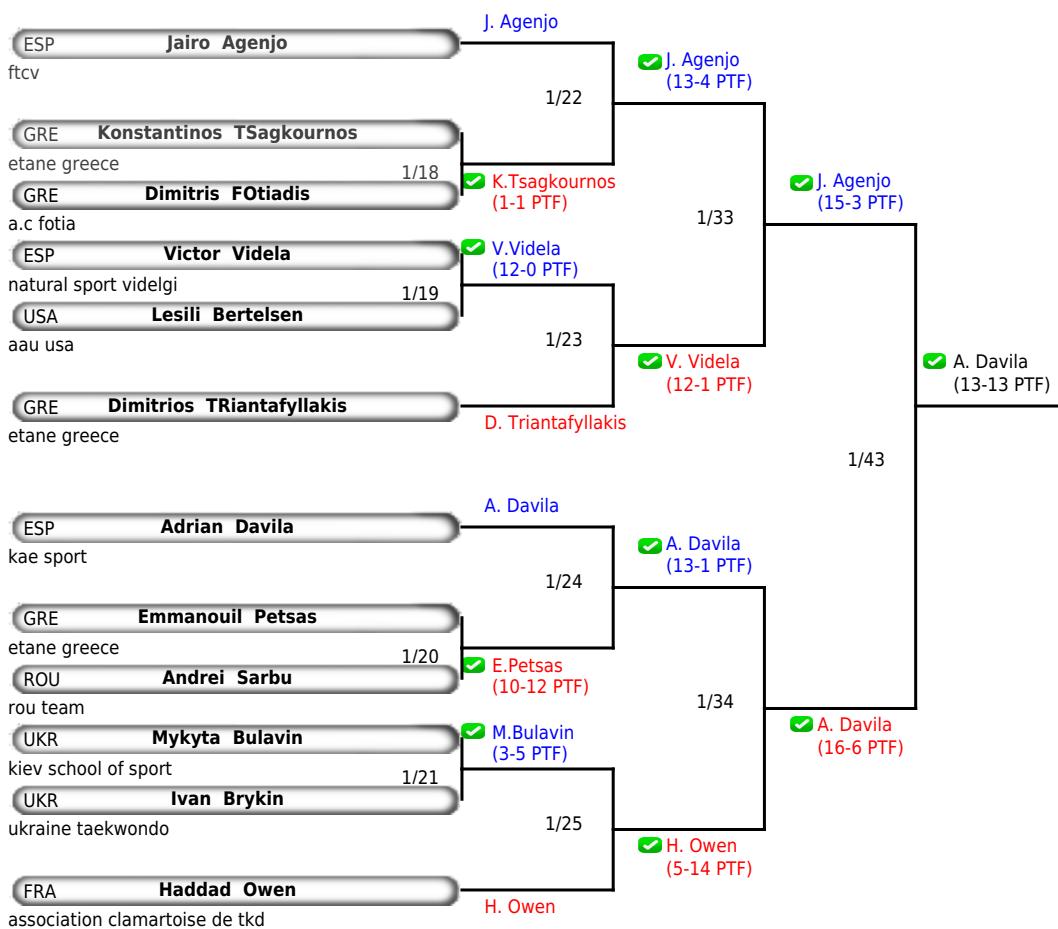 J. Agenjo
ESP Jairo Agenjo
ftcv
J. Agenjo
(13-4 PTF)
1/22
GRE Konstantinos TSagkournos
etane greece
1/18
K.Tsagkournos
(1-1 PTF)
GRE Dimitris FOtiadis
a.c fotia
J. Agenjo
(15-3 PTF)
1/33
ESP Victor Videla
natural sport videlgi
V.Videla
(12-0 PTF)
1/19
USA Lesili Bertelsen
aau usa
1/23
V. Videla
(12-1 PTF)
A. Davila
(13-13 PTF)
GRE Dimitrios TRiantafyllakis
etane greece
D. Triantafyllakis
1/43
A. Davila
ESP Adrian Davila
kae sport
A. Davila
(13-1 PTF)
1/24
GRE Emmanouil Petsas
etane greece
1/20
E.Petsas
(10-12 PTF)
ROU Andrei Sarbu
rou team
1/34
A. Davila
(16-6 PTF)
UKR Mykyta Bulavin
kiev school of sport
M.Bulavin
(3-5 PTF)
1/21
UKR Ivan Brykin
ukraine taekwondo
1/25
H. Owen
(5-14 PTF)
FRA Haddad Owen
association clamartoise de tkd
H. Owen